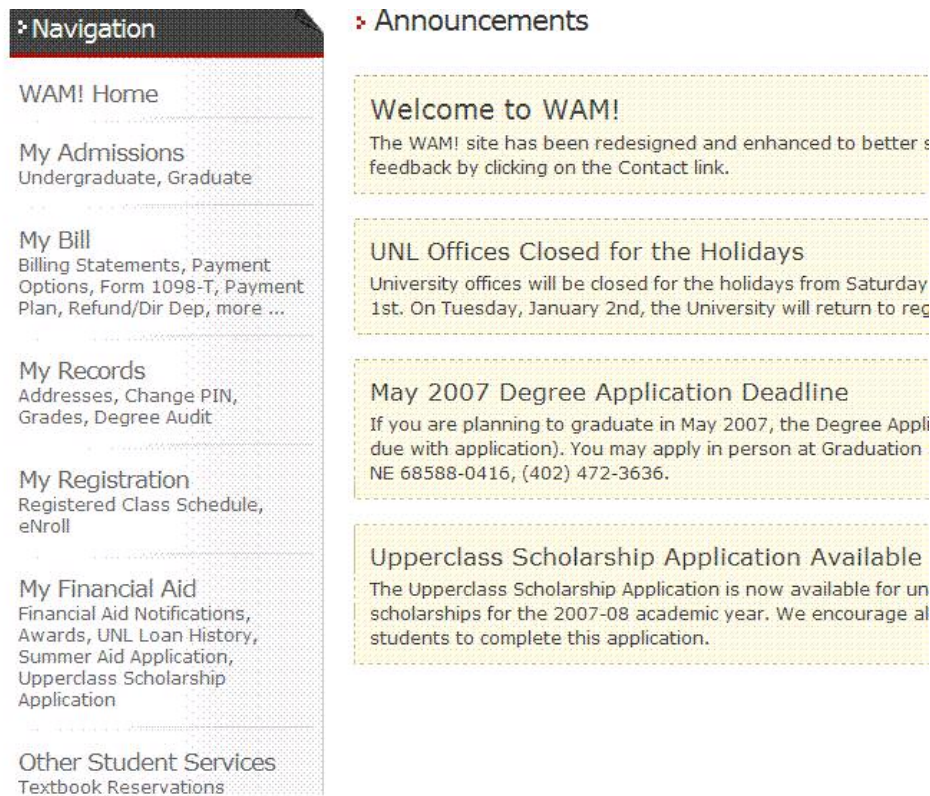 Navigation
WAM! Home
My Admissions
Undergraduate, Graduate
My Bill
Billing Statements, Payment
Options, Form 1098-T, Payment
Plan, Refund/Dir Dep, more ...
My Records
Addresses, Change PIN,
Grades, Degree Audit
My Registration
Registered Class Schedule,
eNroll
My Financial Aid
Financial Aid Notifications,
Awards, UNL Loan History,
Summer Aid Application,
Upperclass Scholarship
Application
Other Student Services
Textbook Reservations
Announcements
Welcome to WAM!
The WAM! site has been redesigned and enhanced to better
feedback by clicking on the Contact link.
UNL Offices Closed for the Holidays
University offices will be closed for the holidays from Saturday
1st. On Tuesday, January 2nd, the University will return to
May 2007 Degree Application Deadline
If you are planning to graduate in May 2007, the Degree
due with application). You may apply in person at Graduation
NE 68588-0416, (402) 472-3636.
Upperclass Scholarship Application Available
The Upperclass Scholarship Application is now available for
scholarships for the 2007-08 academic year. We encourage
students to complete this application.